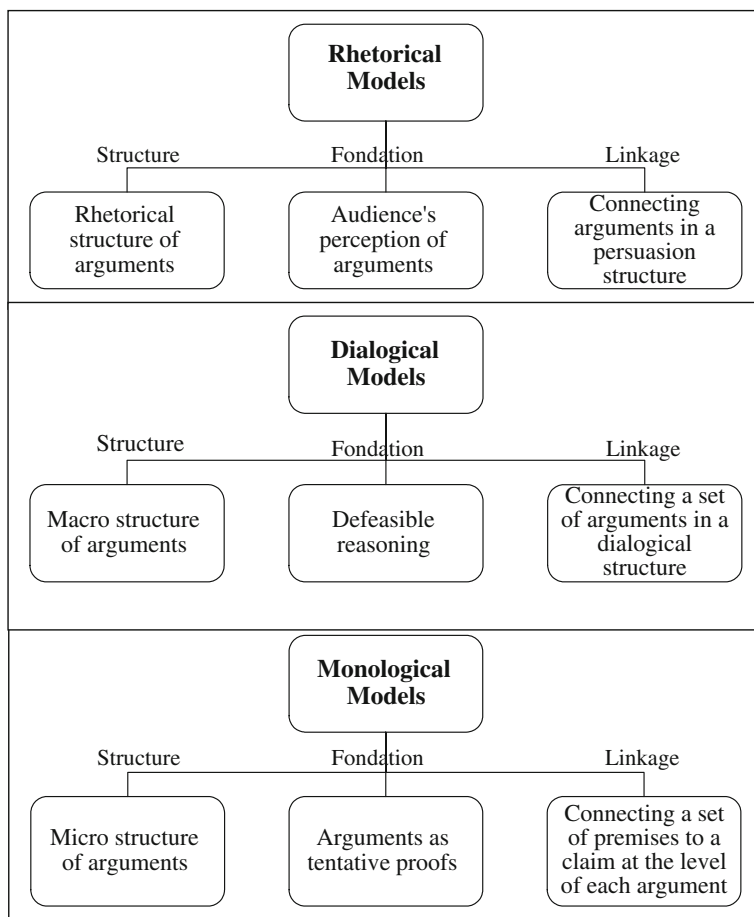 Rhetorical
Models
Structure
Fondation
Linkage
Rhetorical
structure of
arguments
Audience's
perception of
arguments
Connecting
arguments in a
persuasion
structure
Dialogical
Models
Structure
Fondation
Linkage
Macro structure
of arguments
Defeasible
reasoning
Connecting a set
of arguments in a
dialogical
structure
Monological
Models
Structure
Fondation
Linkage
Micro structure
of arguments
Arguments as
tentative proofs
Connecting a set
of premises to a
claim at the level
of each argument